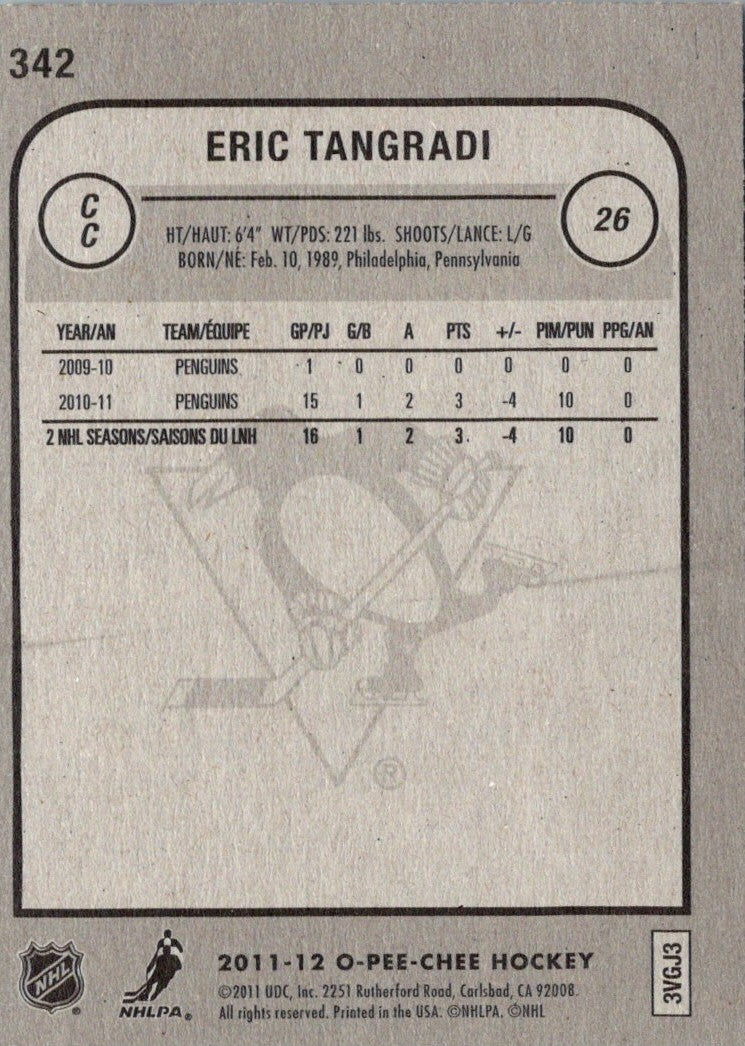 342
ERIC TANGRADI
C
C
26
HT/HAUT: 6'4" WT/PDS: 221 lbs. SHOOTS/LANCE: L/G
BORN/NÉ: Feb. 10, 1989, Philadelphia, Pennsylvania
YEAR/AN TEAM/ÉQUIPE GP/PJ G/B A PTS +/- PIM/PUN PPG/AN
2009-10 PENGUINS 1 0 0 0 0 0 0
2010-11 PENGUINS 15 1 2 3 -4 10 0
2 NHL SEASONS/SAISONS DU LNH 16 1 2 3 -4 10 0
®
NHL
NHLPA
2011-12 O-PEE-CHEE HOCKEY
©2011 UDC, Inc. 2251 Rutherford Road, Carlsbad, CA 92008.
All rights reserved. Printed in the USA. ©NHLPA. ©NHL
3VGJ3